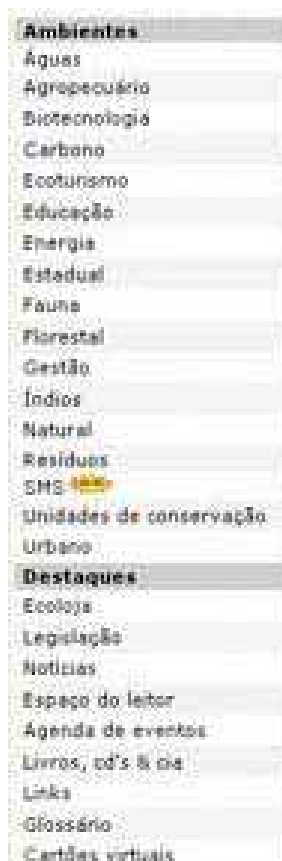 Ambientes
Águas
Agropecuário
Biotecnologia
Carbono
Ecoturismo
Educação
Energia
Estadual
Fauna
Florestal
Gestão
Índios
Natural
Resíduos
SMS
Unidades de conservação
Urbano
Destaques
Ecoloja
Legislação
Notícias
Espaço do leitor
Agenda de eventos
Livros, cd's & cia
Links
Glossário
Cartões virtuais